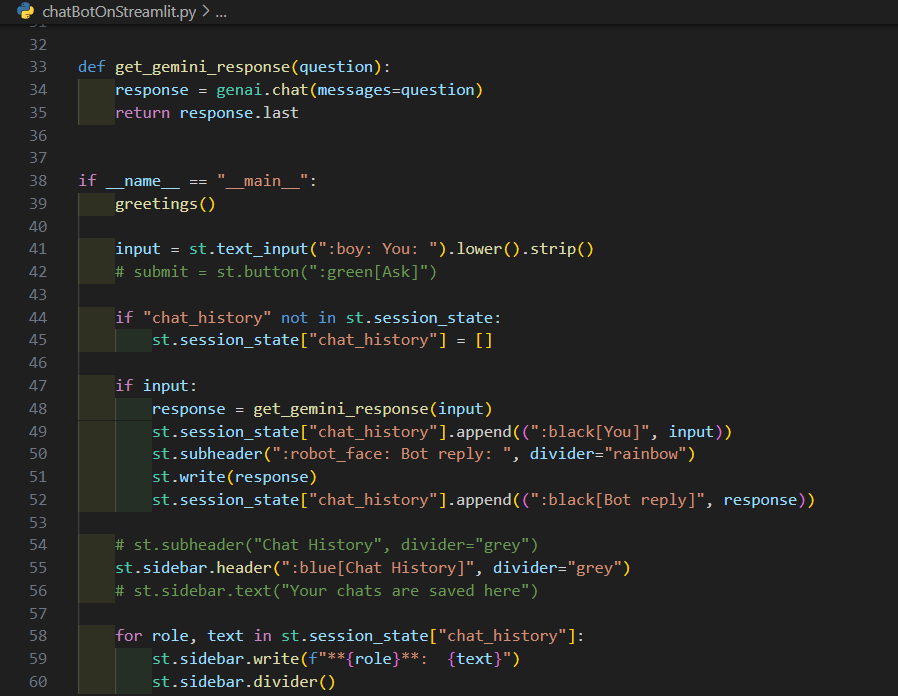 chatBotOnStreamlit.py > ...
31
32
33 def get_gemini_response(question):
34     response = genai.chat(messages=question)
35     return response.last
36
37
38 if __name__ == "__main__":
39     greetings()
40
41     input = st.text_input(":boy: You: ").lower().strip()
42     # submit = st.button(":green[Ask]")
43
44     if "chat_history" not in st.session_state:
45         st.session_state["chat_history"] = []
46
47     if input:
48         response = get_gemini_response(input)
49         st.session_state["chat_history"].append((":black[You]", input))
50         st.subheader(":robot_face: Bot reply: ", divider="rainbow")
51         st.write(response)
52         st.session_state["chat_history"].append((":black[Bot reply]", response))
53
54     # st.subheader("Chat History", divider="grey")
55     st.sidebar.header(":blue[Chat History]", divider="grey")
56     # st.sidebar.text("Your chats are saved here")
57
58     for role, text in st.session_state["chat_history"]:
59         st.sidebar.write(f"**{role}**:  {text}")
60         st.sidebar.divider()